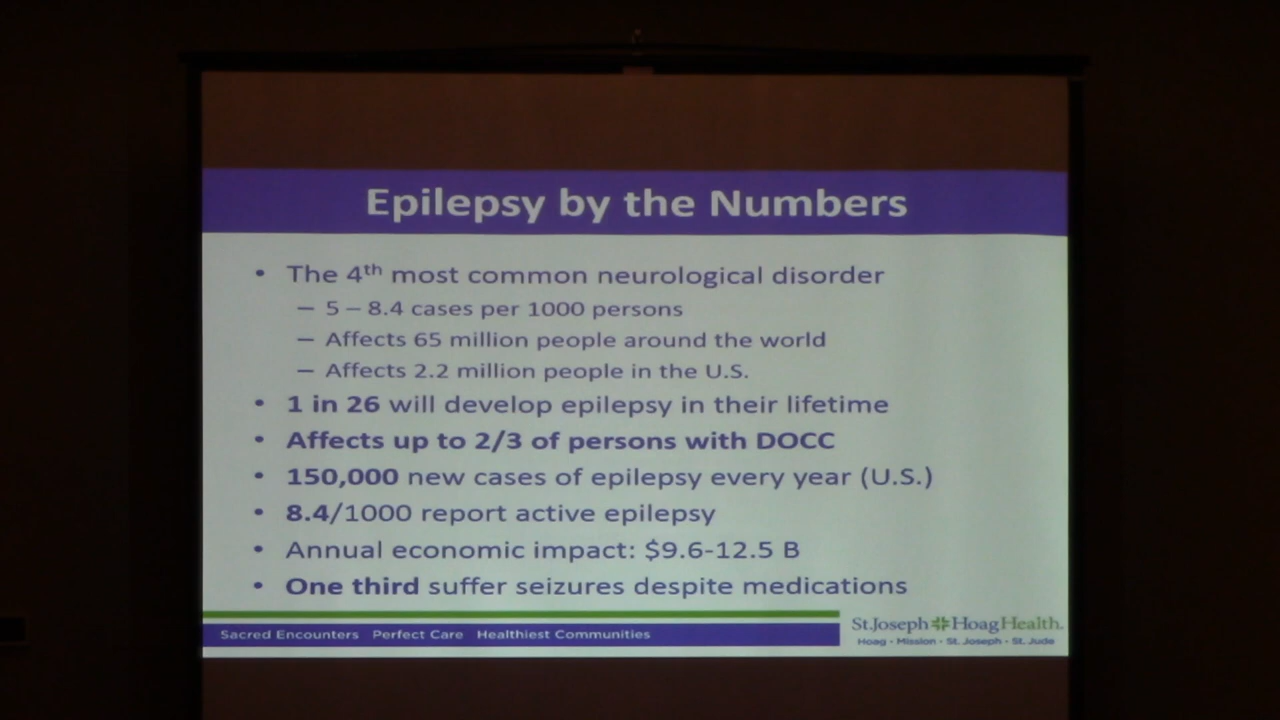 Epilepsy by the Numbers
• The 4th most common neurological disorder
– 5 – 8.4 cases per 1000 persons
– Affects 65 million people around the world
– Affects 2.2 million people in the U.S.
• 1 in 26 will develop epilepsy in their lifetime
• Affects up to 2/3 of persons with DOCC
• 150,000 new cases of epilepsy every year (U.S.)
• 8.4/1000 report active epilepsy
• Annual economic impact: $9.6-12.5 B
• One third suffer seizures despite medications
Sacred Encounters Perfect Care Healthiest Communities
St.Joseph HoagHealth.
Hoag - Mission - St. Joseph - St. Jude